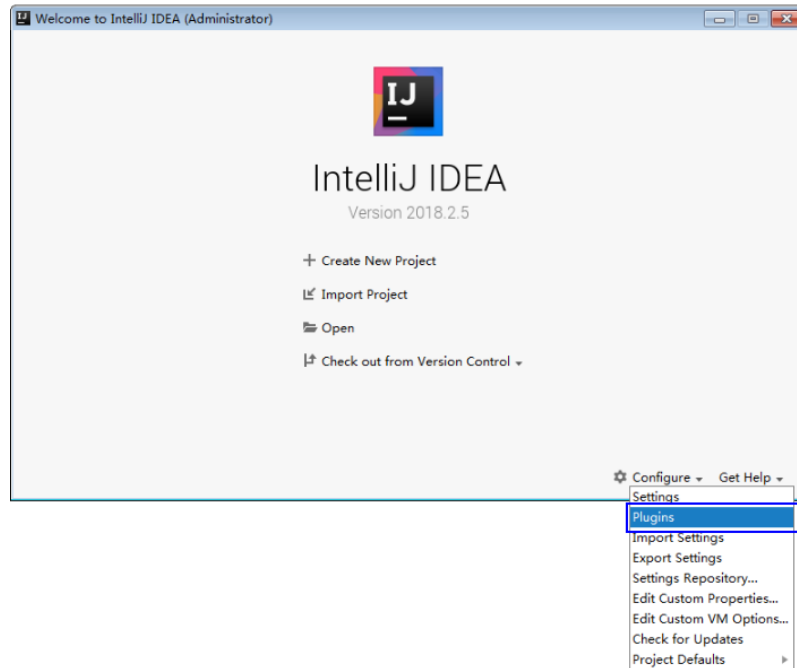 Welcome to IntelliJ IDEA (Administrator)
IJ
IntelliJ IDEA
Version 2018.2.5
Create New Project
Import Project
Open
Check out from Version Control
Configure Get Help
Settings
Plugins
Import Settings
Export Settings
Settings Repository...
Edit Custom Properties...
Edit Custom VM Options...
Check for Updates
Project Defaults